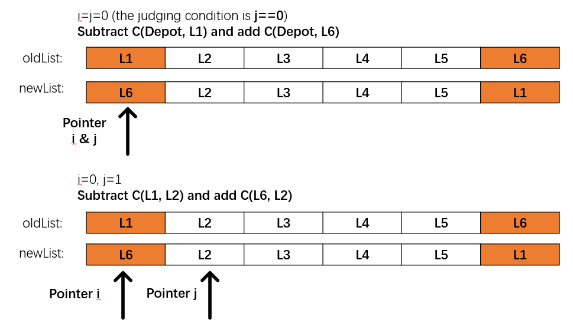 i=j=0 (the judging condition is j==0)
Subtract C(Depot, L1) and add C(Depot, L6)
oldList: L1 L2 L3 L4 L5 L6
newList: L6 L2 L3 L4 L5 L1
Pointer
i & j
i=0, j=1
Subtract C(L1, L2) and add C(L6, L2)
oldList: L1 L2 L3 L4 L5 L6
newList: L6 L2 L3 L4 L5 L1
Pointer i Pointer j